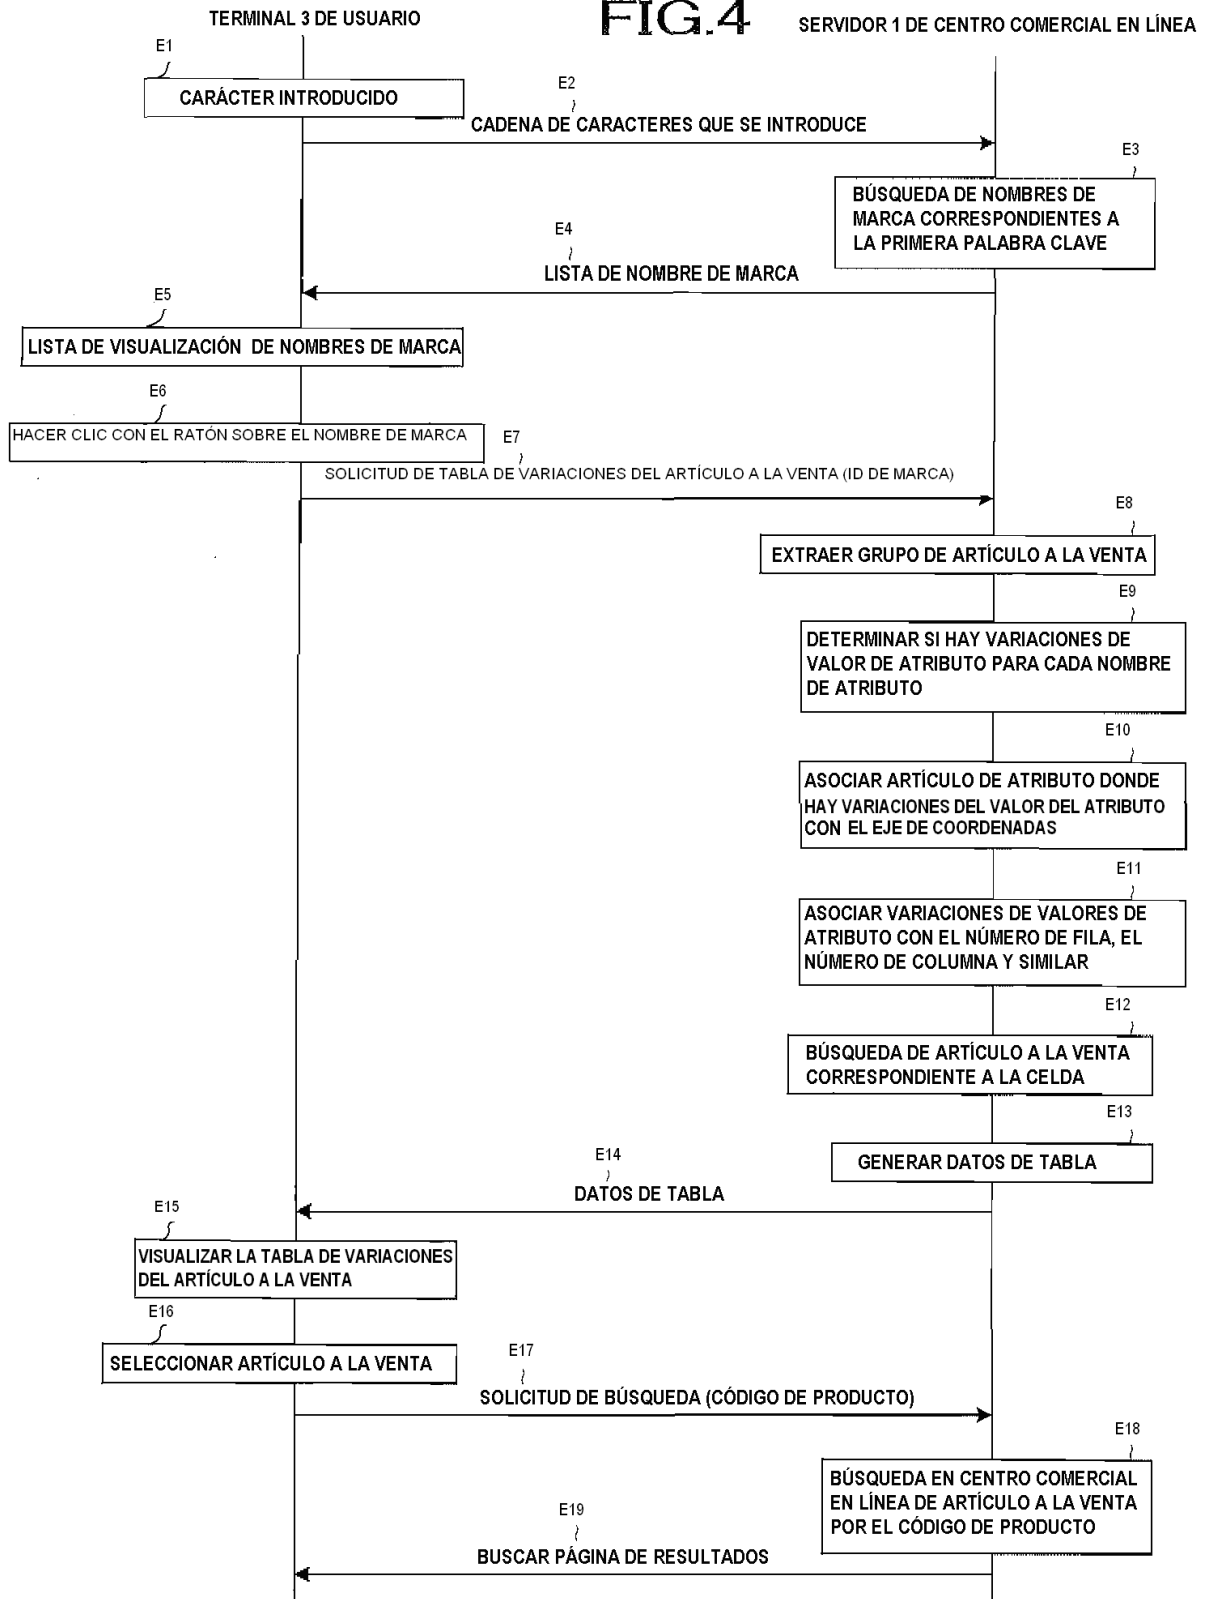 FIG.4
TERMINAL 3 DE USUARIO
SERVIDOR 1 DE CENTRO COMERCIAL EN LÍNEA
E1
CARÁCTER INTRODUCIDO
E2
CADENA DE CARACTERES QUE SE INTRODUCE
E3
BÚSQUEDA DE NOMBRES DE
MARCA CORRESPONDIENTES A
LA PRIMERA PALABRA CLAVE
E4
LISTA DE NOMBRE DE MARCA
E5
LISTA DE VISUALIZACIÓN DE NOMBRES DE MARCA
E6
HACER CLIC CON EL RATÓN SOBRE EL NOMBRE DE MARCA
E7
SOLICITUD DE TABLA DE VARIACIONES DEL ARTÍCULO A LA VENTA (ID DE MARCA)
E8
EXTRAER GRUPO DE ARTÍCULO A LA VENTA
E9
DETERMINAR SI HAY VARIACIONES DE
VALOR DE ATRIBUTO PARA CADA NOMBRE
DE ATRIBUTO
E10
ASOCIAR ARTÍCULO DE ATRIBUTO DONDE
HAY VARIACIONES DEL VALOR DEL ATRIBUTO
CON EL EJE DE COORDENADAS
E11
ASOCIAR VARIACIONES DE VALORES DE
ATRIBUTO CON EL NÚMERO DE FILA, EL
NÚMERO DE COLUMNA Y SIMILAR
E12
BÚSQUEDA DE ARTÍCULO A LA VENTA
CORRESPONDIENTE A LA CELDA
E13
GENERAR DATOS DE TABLA
E14
DATOS DE TABLA
E15
VISUALIZAR LA TABLA DE VARIACIONES
DEL ARTÍCULO A LA VENTA
E16
SELECCIONAR ARTÍCULO A LA VENTA
E17
SOLICITUD DE BÚSQUEDA (CÓDIGO DE PRODUCTO)
E18
BÚSQUEDA EN CENTRO COMERCIAL
EN LÍNEA DE ARTÍCULO A LA VENTA
POR EL CÓDIGO DE PRODUCTO
E19
BUSCAR PÁGINA DE RESULTADOS